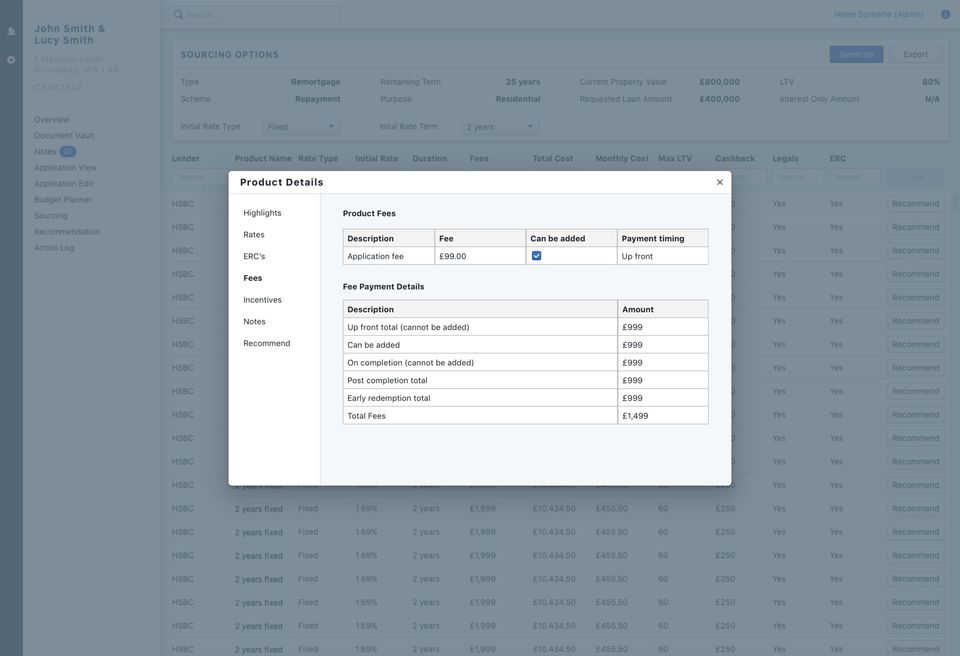 John Smith &
Lucy Smith
1 Hammersmith
Broadway, W6 LAB
Overview
Document Vault
Notes 21
Application View
Application Edit
Budget Planner
Sourcing
Recommendation
Action Log
Search...
Name Surname (Admin)
SOURCING OPTIONS
Generate Export
Type Remortgage Remaining Term 25 years Current Property Value £800,000 LTV 80%
Scheme Repayment Purpose Residential Requested Loan Amount £400,000 Interest Only Amount N/A
Initial Rate Type Fixed Inital Rate Term 2 years
Lender Product Name Rate Type Initial Rate Duration Fees Total Cost Monthly Cost Max LTV Cashback Legals ERC
Search Search Search Clear
HSBC Yes Yes Recommend
HSBC Yes Yes Recommend
HSBC Yes Yes Recommend
HSBC Yes Yes Recommend
HSBC Yes Yes Recommend
HSBC Yes Yes Recommend
HSBC Yes Yes Recommend
HSBC Yes Yes Recommend
HSBC Yes Yes Recommend
HSBC Yes Yes Recommend
HSBC Yes Yes Recommend
HSBC Yes Yes Recommend
HSBC 2 years fixed Yes Yes Recommend
HSBC 2 years fixed Fixed 1.69% 2 years £1,999 £10.434.50 £455.50 60 £250 Yes Yes Recommend
HSBC 2 years fixed Fixed 1.69% 2 years £1,999 £10.434.50 £455.50 60 £250 Yes Yes Recommend
HSBC 2 years fixed Fixed 1.69% 2 years £1,999 £10.434.50 £455.50 60 £250 Yes Yes Recommend
HSBC 2 years fixed Fixed 1.69% 2 years £1,999 £10.434.50 £455.50 60 £250 Yes Yes Recommend
HSBC 2 years fixed Fixed 1.69% 2 years £1,999 £10.434.50 £455.50 60 £250 Yes Yes Recommend
HSBC 2 years fixed Fixed 1.69% 2 years £1,999 £10.434.50 £455.50 60 £250 Yes Yes Recommend
HSBC 2 years fixed Fixed 1.69% 2 years £1,999 £10.434.50 £455.50 60 £250 Yes Yes Recommend
Product Details
Highlights
Rates
ERC's
Fees
Incentives
Notes
Recommend
Product Fees
Description Fee Can be added Payment timing
Application fee £99.00 Up front
Fee Payment Details
Description Amount
Up front total (cannot be added) £999
Can be added £999
On completion (cannot be added) £999
Post completion total £999
Early redemption total £999
Total Fees £1,499